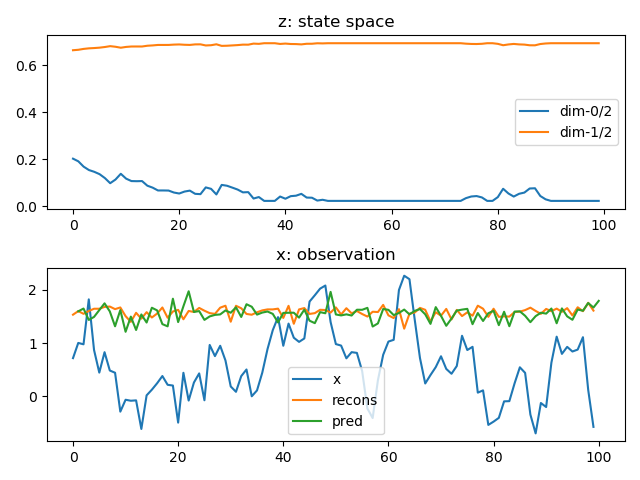 z: state space
0.6
0.4
0.2
0.0
dim-0/2
dim-1/2
0 20 40 60 80 100
x: observation
2
1
0
x
recons
pred
0 20 40 60 80 100